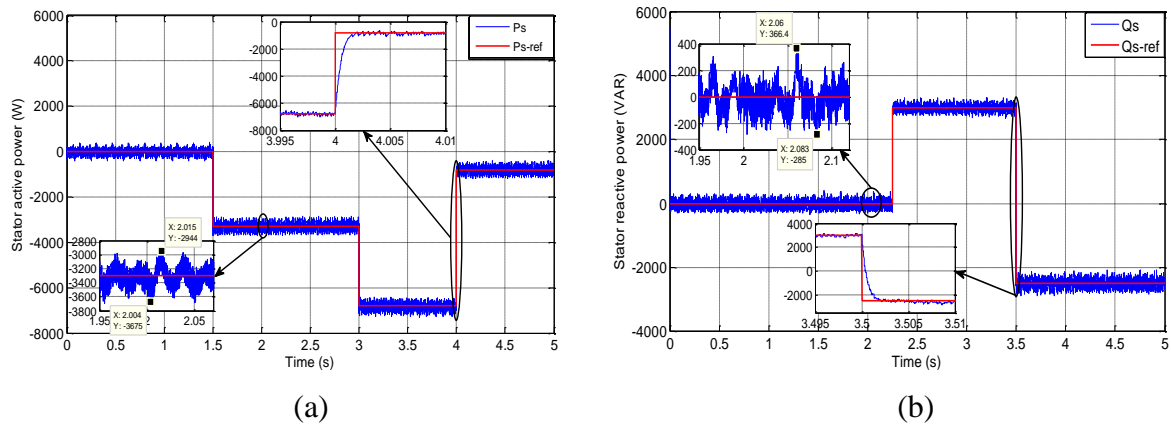 6000
4000
2000
0
-2000
-4000
-6000
-8000
0 0.5 1 1.5 2 2.5 3 3.5 4 4.5 5
Stator active power (W)
Time (s)
Ps
Ps-ref
0
-2000
-4000
-6000
-8000
3.995 4 4.005 4.01
X: 2.015
Y: -2944
-2800
-3000
-3200
-3400
-3600
-3800
1.95 2 2.05
X: 2.004
Y: -3675
(a)
6000
4000
2000
0
-2000
-4000
0 0.5 1 1.5 2 2.5 3 3.5 4 4.5 5
Stator reactive power (VAR)
Time (s)
Qs
Qs-ref
X: 2.06
Y: 366.4
400
200
0
-200
-400
1.95 2 2.1
X: 2.083
Y: -285
4000
2000
0
-2000
3.495 3.5 3.505 3.51
(b)